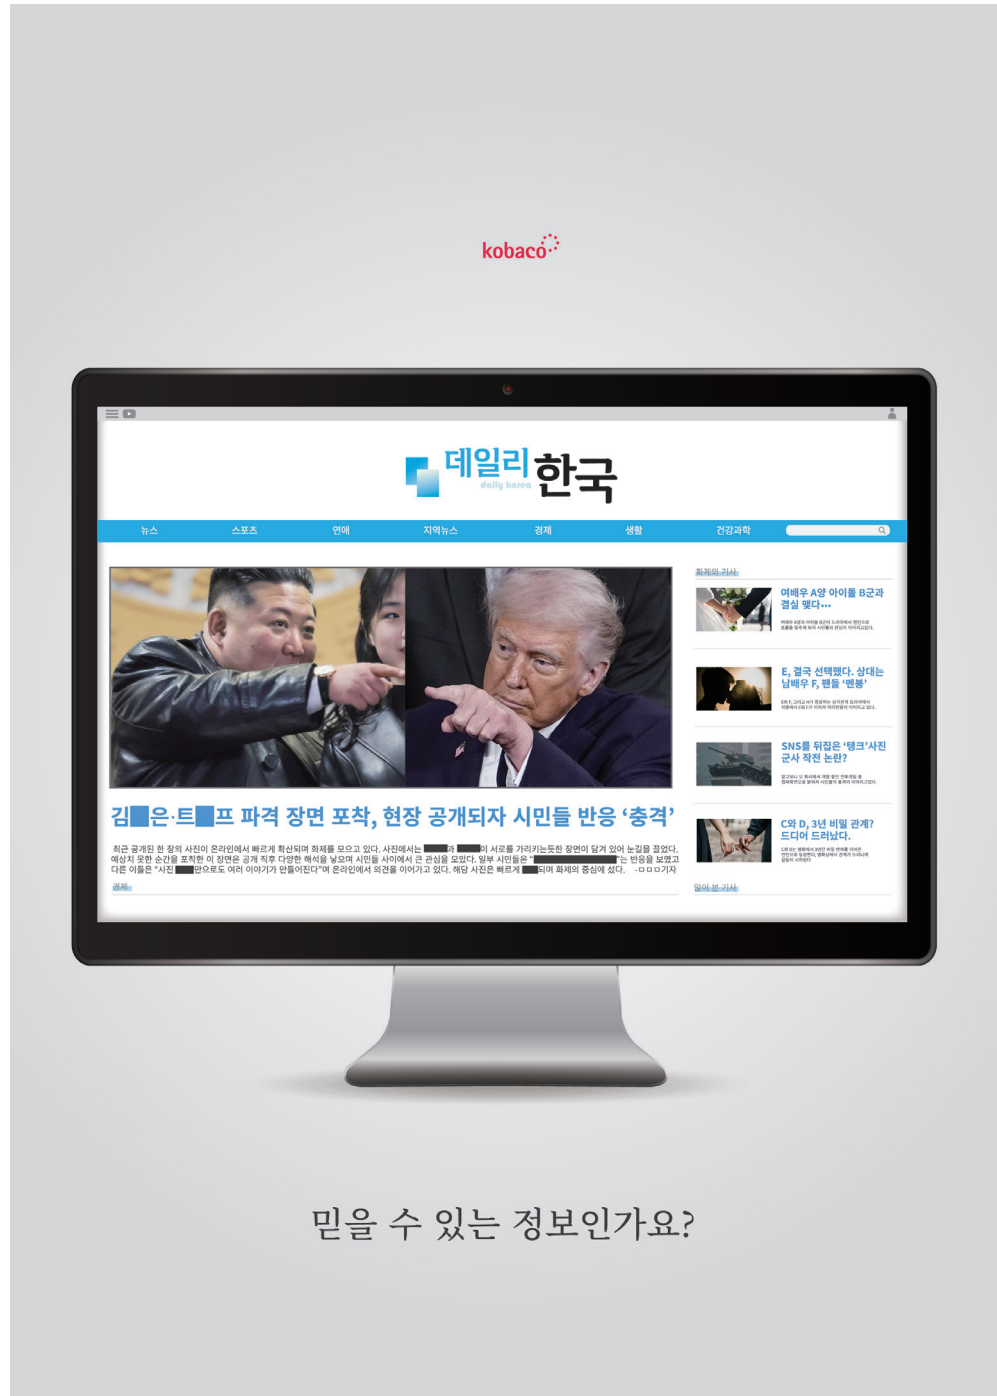 kobaco
데일리 한국
daily korea
뉴스 스포츠 연애 지역뉴스 경제 생활 건강과학
김■은·트■프 파격 장면 포착, 현장 공개되자 시민들 반응 ‘충격’
최근 공개된 한 장의 사진이 온라인에서 빠르게 확산되며 화제를 모으고 있다. 사진에서는 ■■과 ■■이 서로를 가리키는듯한 장면이 담겨 있어 눈길을 끌었다.
예상치 못한 순간을 포착한 이 장면은 공개 직후 다양한 해석을 낳으며 시민들 사이에서 큰 관심을 모았다. 일부 시민들은 “■■■■■■■■”는 반응을 보였고
다른 이들은 “사진 ■■만으로도 여러 이야기가 만들어진다”며 온라인에서 의견을 이어가고 있다. 해당 사진은 빠르게 ■■되며 화제의 중심에 섰다. -ㅁㅁㅁ기자
경제
화제의 기사
여배우 A양 아이돌 B군과
결실 맺다•••
E, 결국 선택했다. 상대는
남배우 F, 팬들 ‘멘붕’
SNS를 뒤집은 ‘탱크’사진
군사 작전 논란?
C와 D, 3년 비밀 관계?
드디어 드러났다.
많이 본 기사
믿을 수 있는 정보인가요?